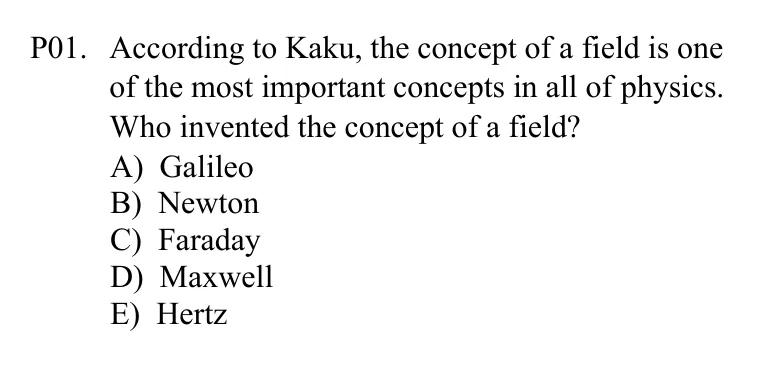 P01. According to Kaku, the concept of a field is one
of the most important concepts in all of physics.
Who invented the concept of a field?
A) Galileo
B) Newton
C) Faraday
D) Maxwell
E) Hertz